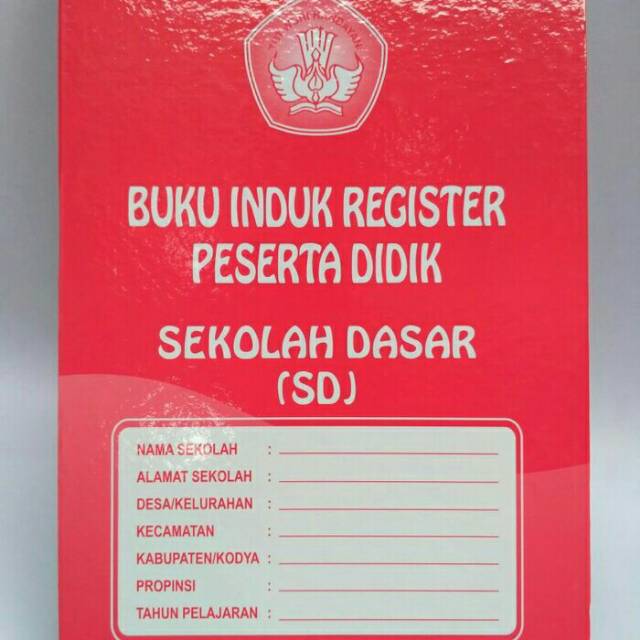 BUKU INDUK REGISTER
PESERTA DIDIK
SEKOLAH DASAR
(SD)
NAMA SEKOLAH :
ALAMAT SEKOLAH :
DESA/KELURAHAN :
KECAMATAN :
KABUPATEN/KODYA :
PROPINSI :
TAHUN PELAJARAN :